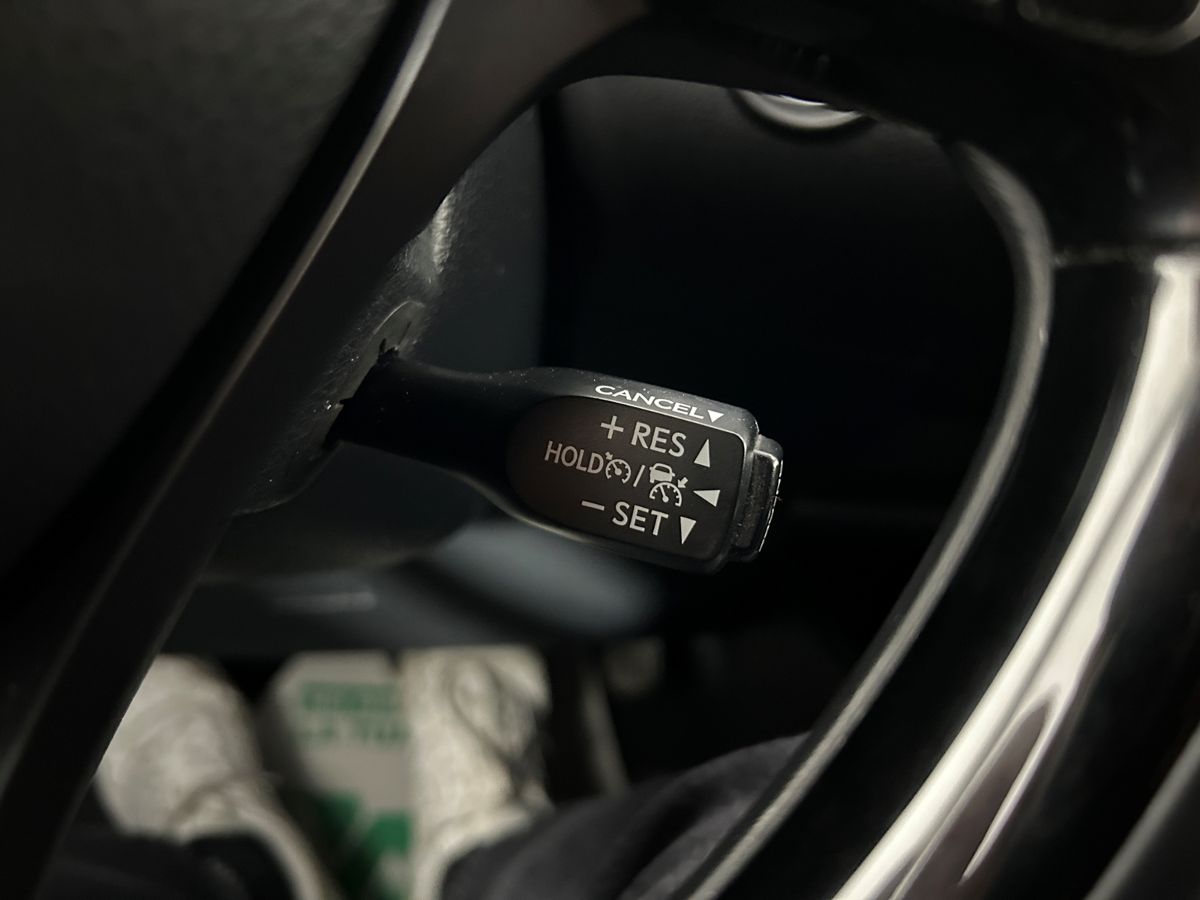 CANCEL▼
+ RES ▲
HOLD / ◀
− SET ▼